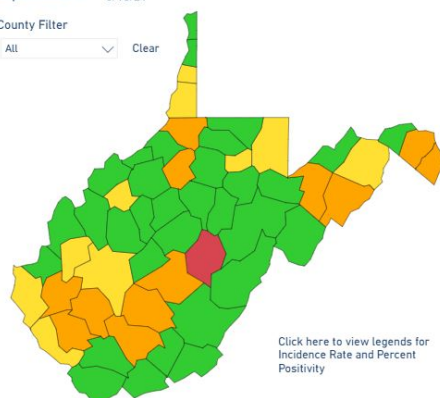 County Filter
All
Clear
Click here to view legends for
Incidence Rate and Percent
Positivity